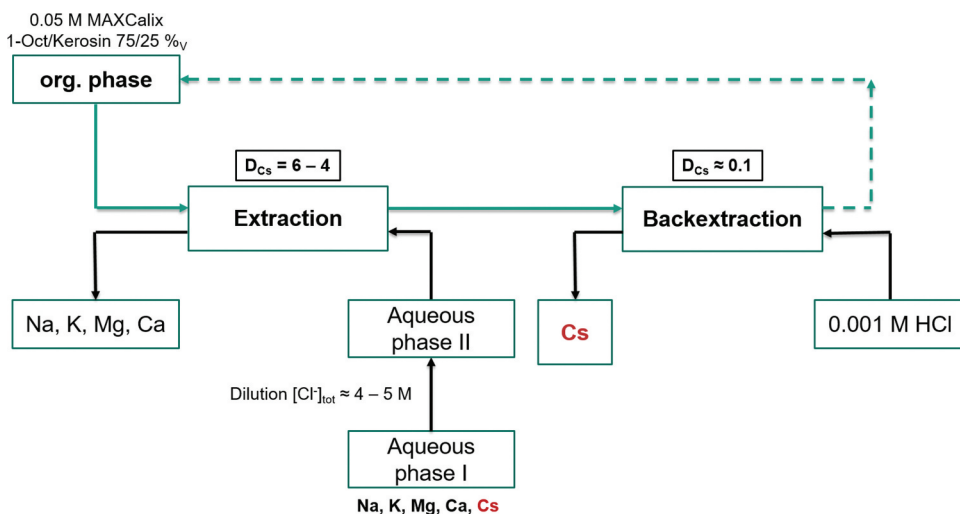 0.05 M MAXCalix
1-Oct/Kerosin 75/25 %V
org. phase
DCs = 6 – 4
DCs ≈ 0.1
Extraction
Backextraction
Na, K, Mg, Ca
Aqueous
phase II
Cs
0.001 M HCl
Dilution [Cl-]tot ≈ 4 – 5 M
Aqueous
phase I
Na, K, Mg, Ca, Cs